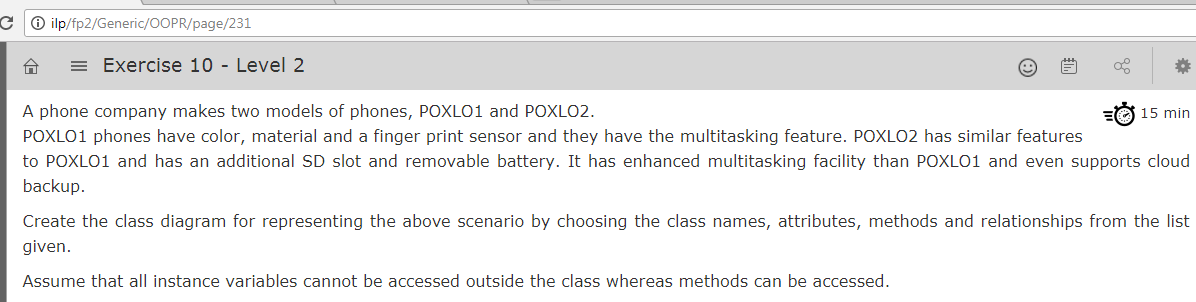 ilp/fp2/Generic/OOPR/page/231
Exercise 10 - Level 2
A phone company makes two models of phones, POXLO1 and POXLO2.
15 min
POXLO1 phones have color, material and a finger print sensor and they have the multitasking feature. POXLO2 has similar features
to POXLO1 and has an additional SD slot and removable battery. It has enhanced multitasking facility than POXLO1 and even supports cloud
backup.
Create the class diagram for representing the above scenario by choosing the class names, attributes, methods and relationships from the list
given.
Assume that all instance variables cannot be accessed outside the class whereas methods can be accessed.